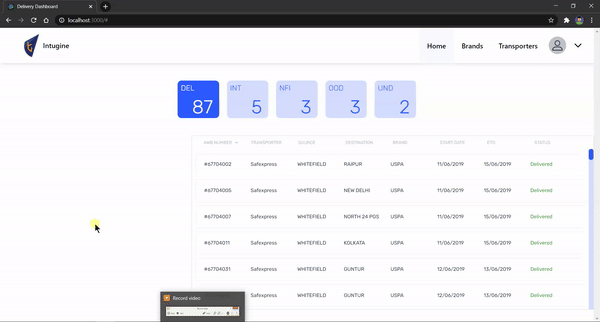 Delivery Dashboard
localhost:3000/#
Intugine
Home Brands Transporters
DEL INT NFI OOD UND
87 5 3 3 2
AWB NUMBER TRANSPORTER SOURCE DESTINATION BRAND START DATE ETD STATUS
#67704002 Safexpress WHITEFIELD RAIPUR USPA 11/06/2019 15/06/2019 Delivered
#67704005 Safexpress WHITEFIELD NEW DELHI USPA 11/06/2019 15/06/2019 Delivered
#67704007 Safexpress WHITEFIELD NORTH 24 PGS USPA 11/06/2019 15/06/2019 Delivered
#67704011 Safexpress WHITEFIELD KOLKATA USPA 11/06/2019 15/06/2019 Delivered
#67704031 Safexpress WHITEFIELD GUNTUR USPA 12/06/2019 13/06/2019 Delivered
WHITEFIELD GUNTUR USPA 12/06/2019 13/06/2019 Delivered
Record video